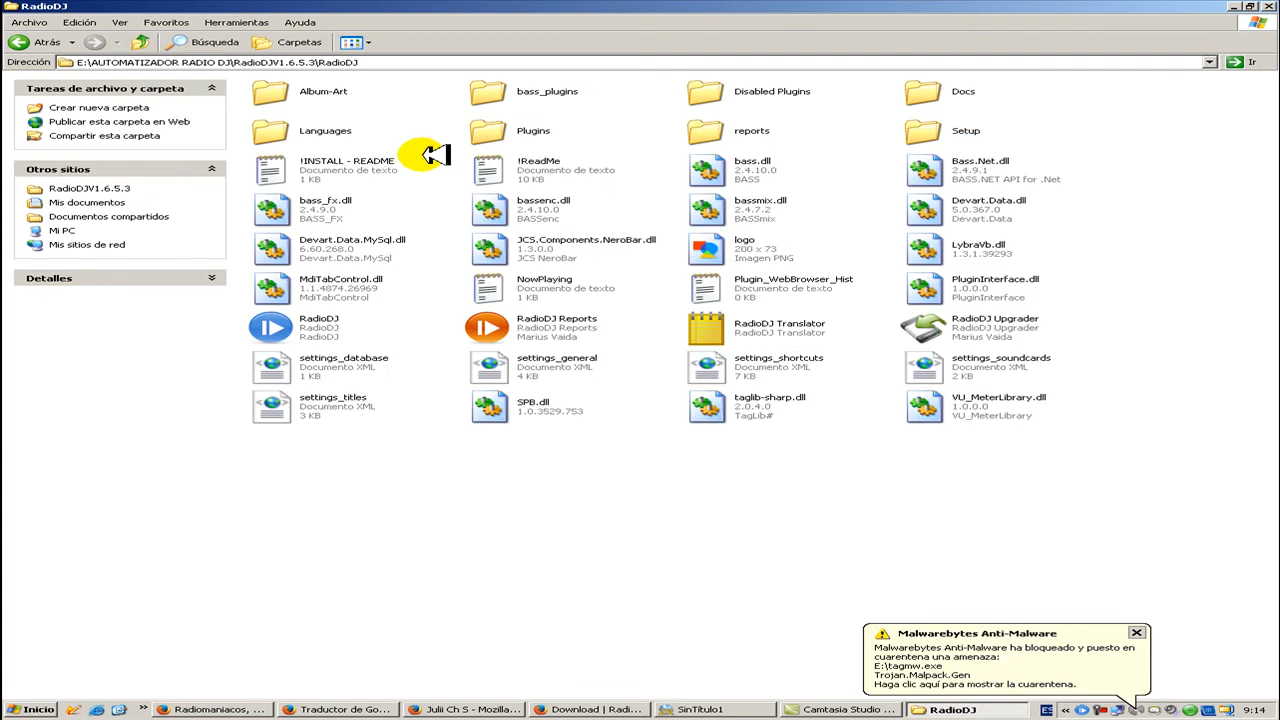 RadioDJ
Archivo Edición Ver Favoritos Herramientas Ayuda
Atrás Búsqueda Carpetas
Dirección E:\AUTOMATIZADOR RADIO DJ\RadioDJV1.6.5.3\RadioDJ Ir
Tareas de archivo y carpeta
Crear nueva carpeta
Publicar esta carpeta en Web
Compartir esta carpeta
Otros sitios
RadioDJV1.6.5.3
Mis documentos
Documentos compartidos
Mi PC
Mis sitios de red
Detalles
Album-Art
bass_plugins
Disabled Plugins
Docs
Languages
Plugins
reports
Setup
!INSTALL - README
Documento de texto
1 KB
!ReadMe
Documento de texto
10 KB
bass.dll
2.4.10.0
BASS
Bass.Net.dll
2.4.9.1
BASS.NET API for .Net
bass_fx.dll
2.4.9.0
BASS_FX
bassenc.dll
2.4.10.0
BASSenc
bassmix.dll
2.4.7.2
BASSmix
Devart.Data.dll
5.0.367.0
Devart.Data
Devart.Data.MySql.dll
6.60.268.0
Devart.Data.MySql
JCS.Components.NeroBar.dll
1.3.0.0
JCS NeroBar
logo
200 x 73
Imagen PNG
LybraVb.dll
1.3.1.39293
MdiTabControl.dll
1.1.4874.26969
MdiTabControl
NowPlaying
Documento de texto
1 KB
Plugin_WebBrowser_Hist
Documento de texto
0 KB
PluginInterface.dll
1.0.0.0
PluginInterface
RadioDJ
RadioDJ
RadioDJ
RadioDJ Reports
RadioDJ Reports
Marius Vaida
RadioDJ Translator
RadioDJ Translator
RadioDJ Upgrader
RadioDJ Upgrader
Marius Vaida
settings_database
Documento XML
1 KB
settings_general
Documento XML
4 KB
settings_shortcuts
Documento XML
7 KB
settings_soundcards
Documento XML
2 KB
settings_titles
Documento XML
3 KB
SPB.dll
1.0.3529.753
taglib-sharp.dll
2.0.4.0
TagLib#
VU_MeterLibrary.dll
1.0.0.0
VU_MeterLibrary
Malwarebytes Anti-Malware
Malwarebytes Anti-Malware ha bloqueado y puesto en
cuarentena una amenaza:
E:\tagmw.exe
Trojan.Malpack.Gen
Haga clic aquí para mostrar la cuarentena.
Inicio » Radiomaniacos, ... Traductor de Go... Julii Ch S - Mozilla... Download | Radi... SinTítulo1 Camtasia Studio ... RadioDJ ES « 9:14